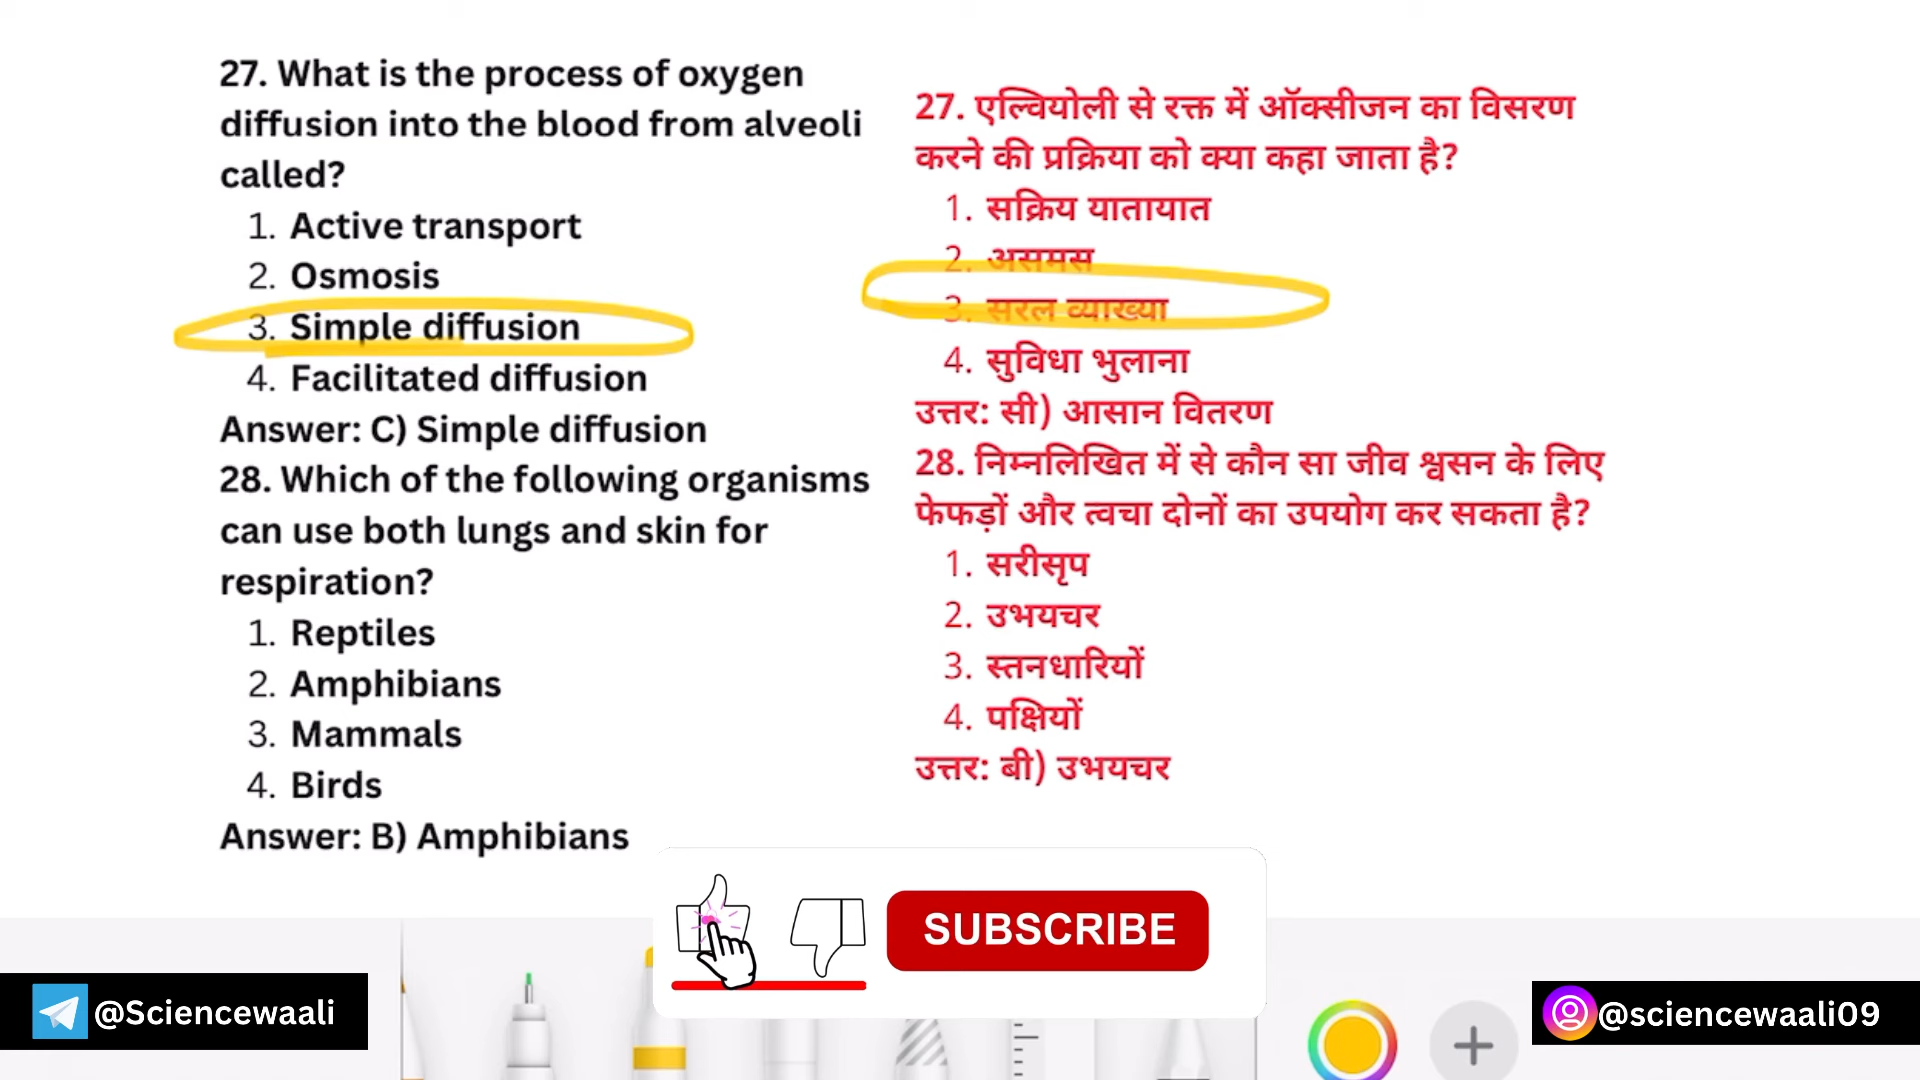 27. What is the process of oxygen
diffusion into the blood from alveoli
called?
1. Active transport
2. Osmosis
3. Simple diffusion
4. Facilitated diffusion
Answer: C) Simple diffusion
28. Which of the following organisms
can use both lungs and skin for
respiration?
1. Reptiles
2. Amphibians
3. Mammals
4. Birds
Answer: B) Amphibians
27. एल्वियोली से रक्त में ऑक्सीजन का विसरण
करने की प्रक्रिया को क्या कहा जाता है?
1. सक्रिय यातायात
2. असमस
3. सरल व्याख्या
4. सुविधा भुलाना
उत्तर: सी) आसान वितरण
28. निम्नलिखित में से कौन सा जीव श्वसन के लिए
फेफड़ों और त्वचा दोनों का उपयोग कर सकता है?
1. सरीसृप
2. उभयचर
3. स्तनधारियों
4. पक्षियों
उत्तर: बी) उभयचर
SUBSCRIBE
@Sciencewaali
@sciencewaali09